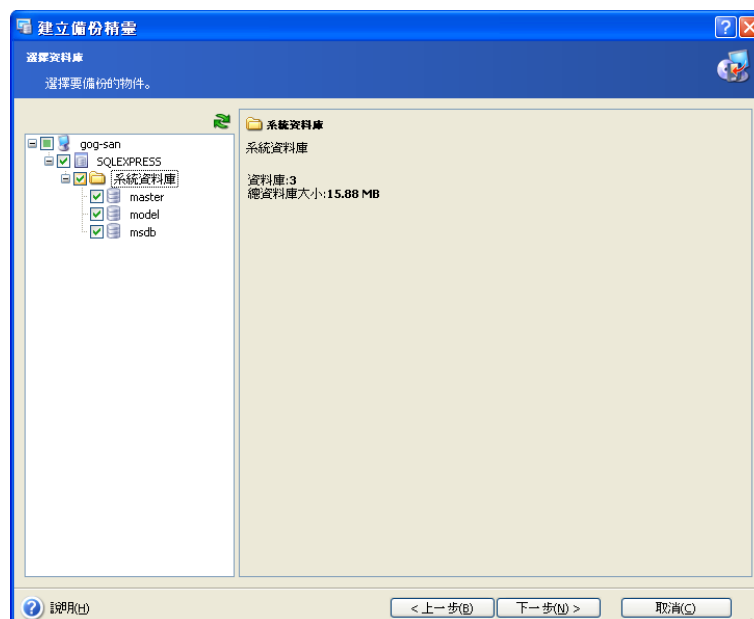 建立備份精靈
選擇資料庫
選擇要備份的物件。
gog-san
SQLEXPRESS
系統資料庫
master
model
msdb
系統資料庫
系統資料庫
資料庫:3
總資料庫大小:15.88 MB
說明(H)
< 上一步(B)
下一步(N) >
取消(C)